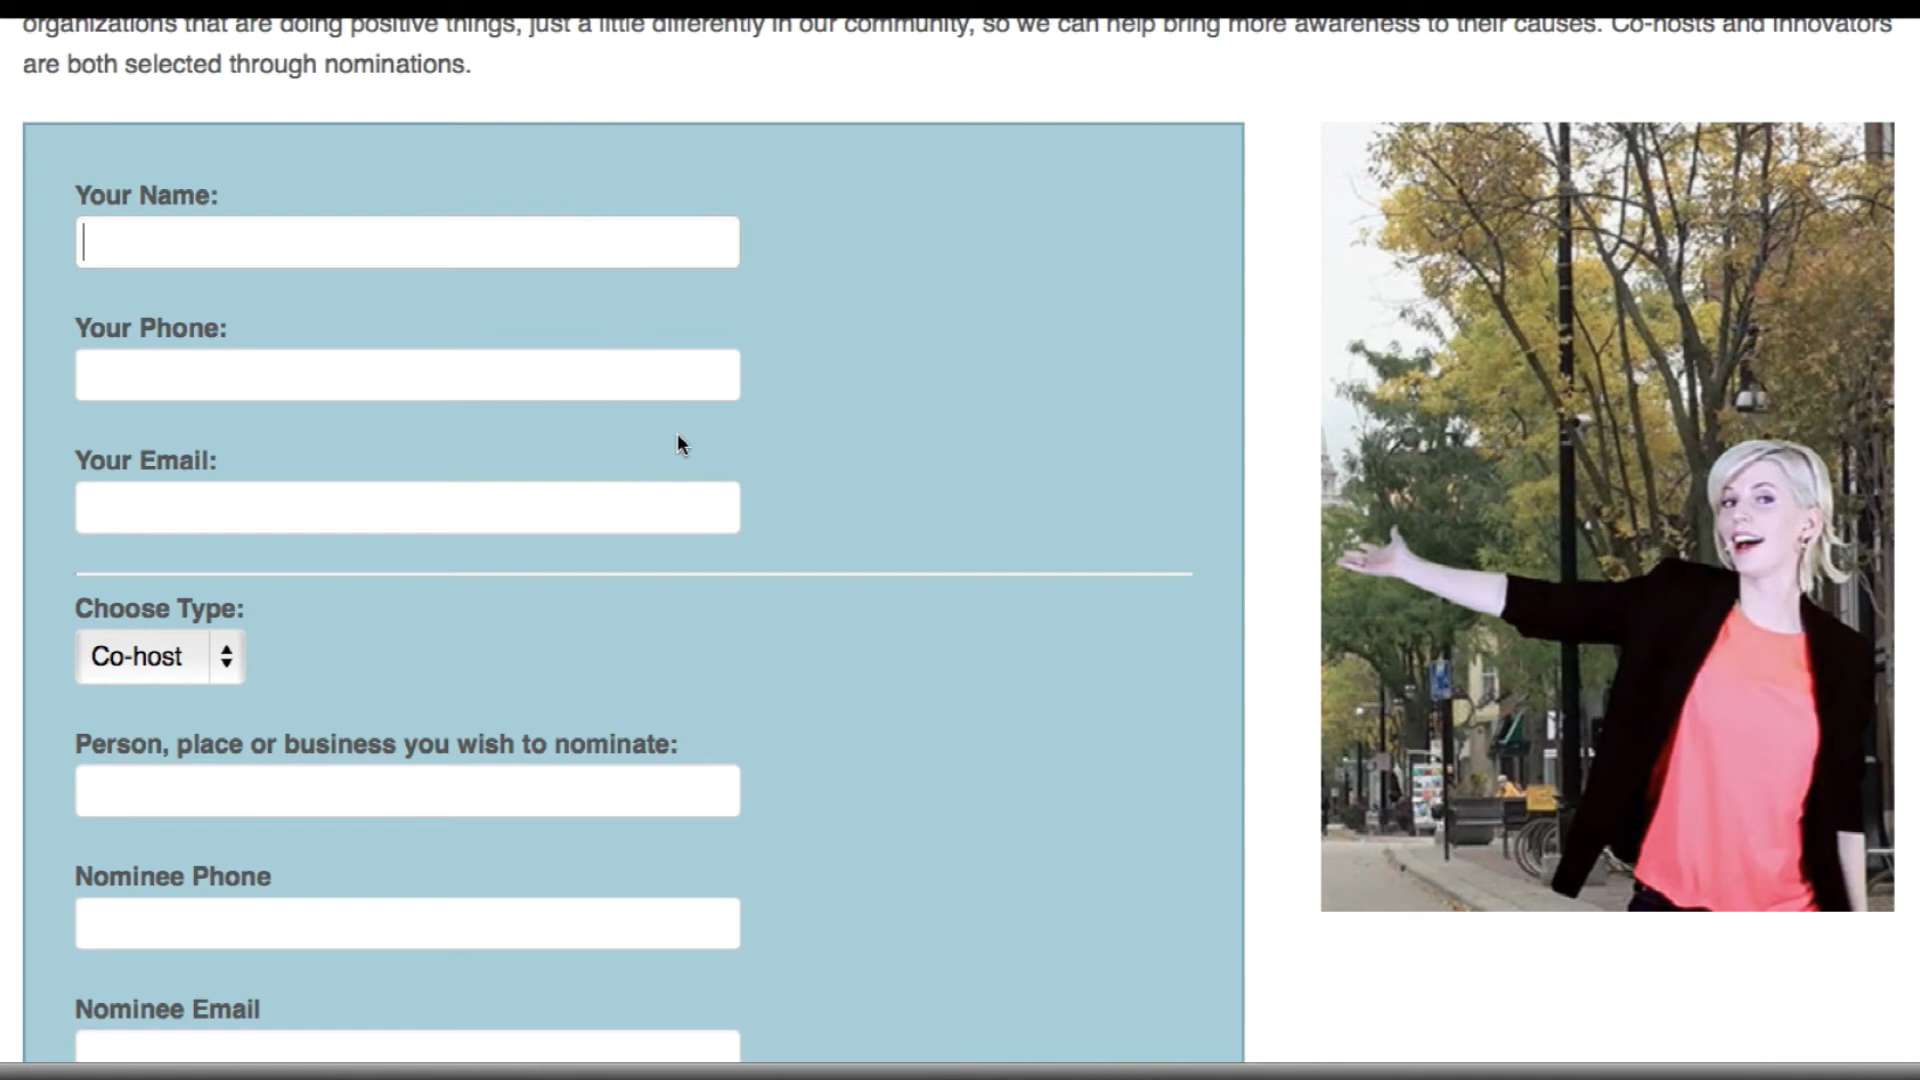 organizations that are doing positive things, just a little differently in our community, so we can help bring more awareness to their causes. Co-hosts and innovators
are both selected through nominations.
Your Name:
Your Phone:
Your Email:
Choose Type:
Co-host
Person, place or business you wish to nominate:
Nominee Phone
Nominee Email